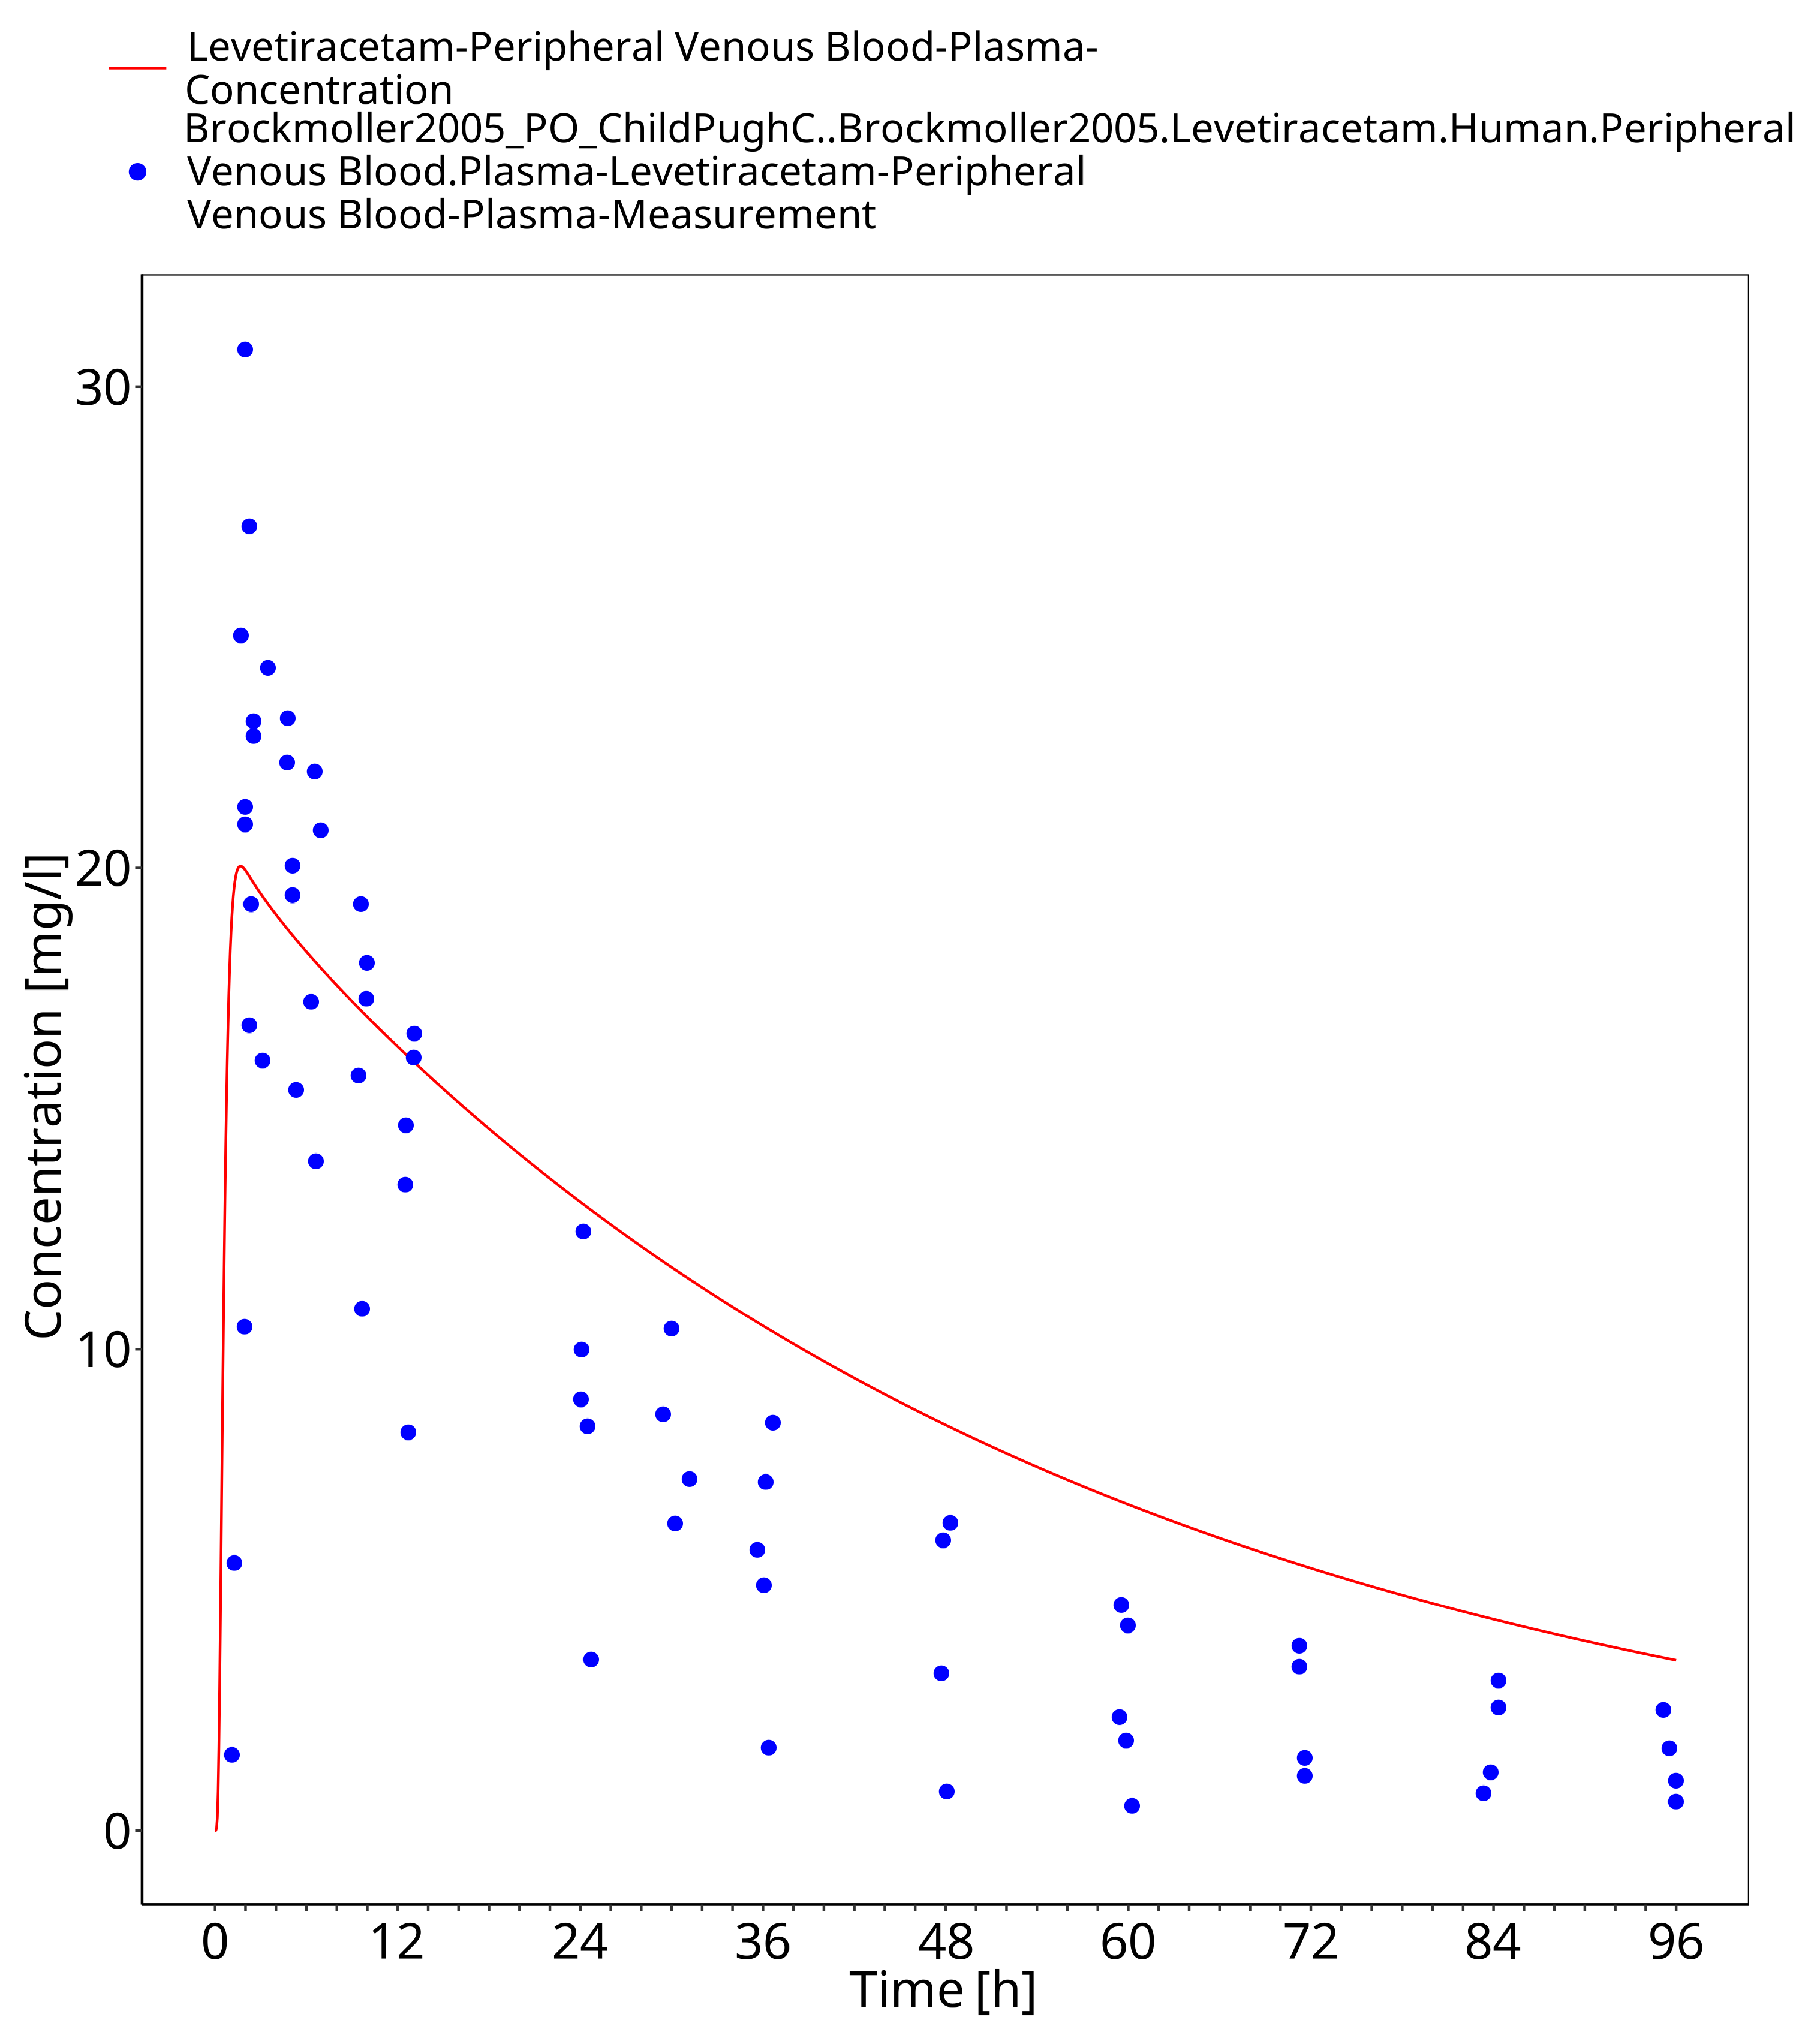 Levetiracetam-Peripheral Venous Blood-Plasma-
Concentration
Brockmoller2005_PO_ChildPughC..Brockmoller2005.Levetiracetam.Human.Peripheral
Venous Blood.Plasma-Levetiracetam-Peripheral
Venous Blood-Plasma-Measurement
30
20
10
0
Concentration [mg/l]
0 12 24 36 48 60 72 84 96
Time [h]